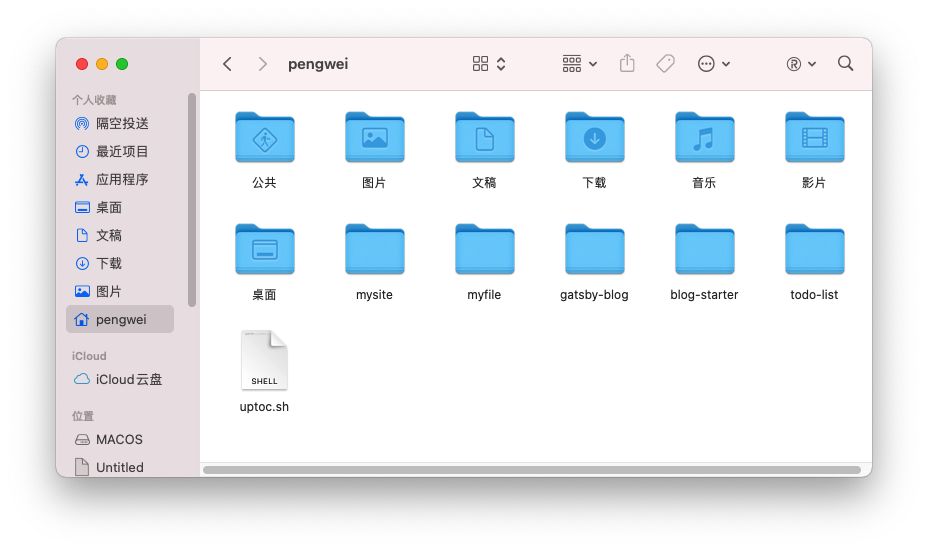 pengwei
个人收藏
隔空投送
最近项目
应用程序
桌面
文稿
下载
图片
pengwei
iCloud
iCloud云盘
位置
MACOS
Untitled
公共
图片
文稿
下载
音乐
影片
桌面
mysite
myfile
gatsby-blog
blog-starter
todo-list
SHELL
uptoc.sh